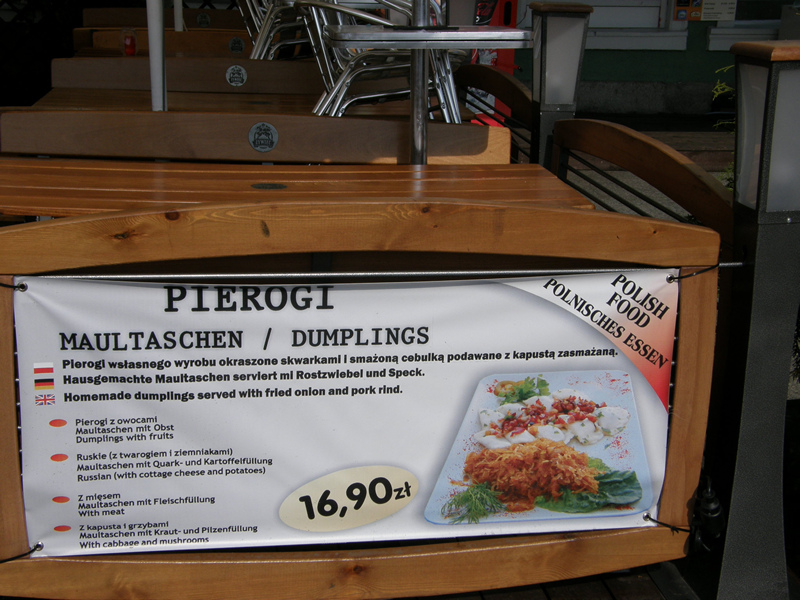 PIEROGI
MAULTASCHEN / DUMPLINGS
POLISH
FOOD
POLNISCHES ESSEN
Pierogi wsłasnego wyrobu okraszone skwarkami i smażoną cebulką podawane z kapustą zasmażaną.
Hausgemachte Maultaschen serviert mi Rostzwiebel und Speck.
Homemade dumplings served with fried onion and pork rind.
Pierogi z owocami
Maultaschen mit Obst
Dumplings with fruits
Ruskie (z twarogiem i ziemniakami)
Maultaschen mit Quark- und Kartoffelfüllung
Russian (with cottage cheese and potatoes)
Z mięsem
Maultaschen mit Fleischfüllung
With meat
Z kapusta i grzybami
Maultaschen mit Kraut- und Pilzenfüllung
With cabbage and mushrooms
16,90zł